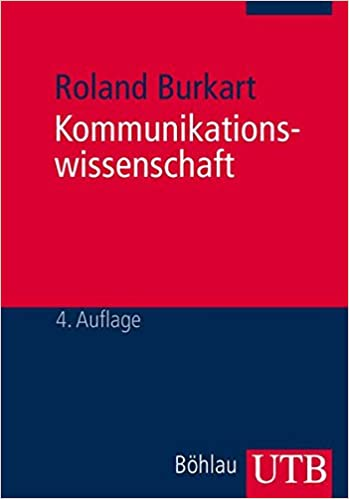 Roland Burkart
Kommunikations-
wissenschaft
4. Auflage
Böhlau UTB